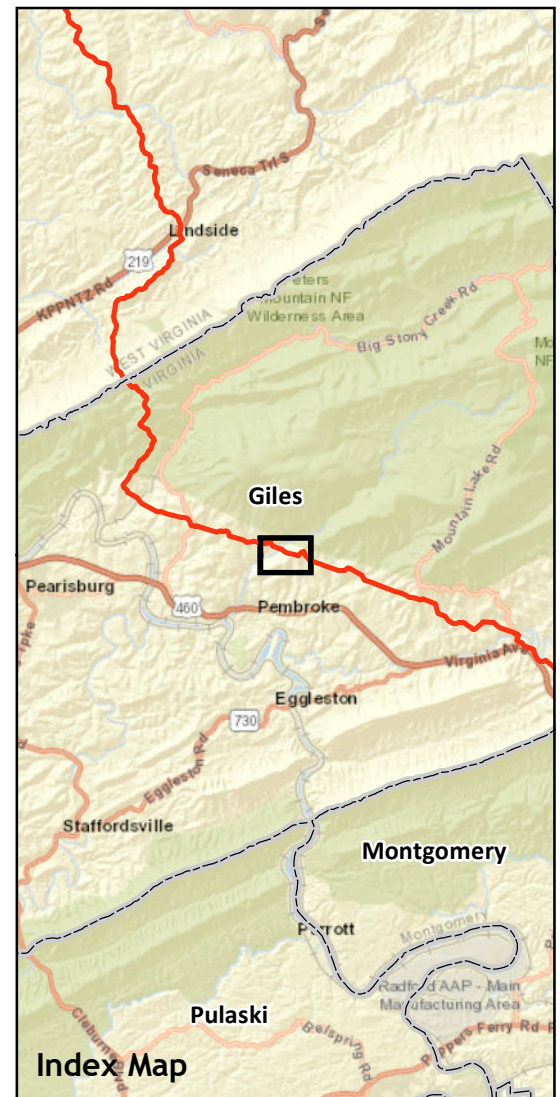 Seneca Trl S
Lindside
219
KPPNTZ Rd
Peters
Mountain NF
Wilderness Area
Big Stony Creek Rd
WEST VIRGINIA
VIRGINIA
Mountain Lake Rd
Giles
Pearisburg
460
Pembroke
Virginia Ave
Eggleston
730
Eggleston Rd
Staffordsville
Montgomery
Parrott
Montgomery
Radford AAP - Main
Manufacturing Area
Pulaski
Cleburne Blvd
Belspring Rd
Peppers Ferry Rd
Index Map